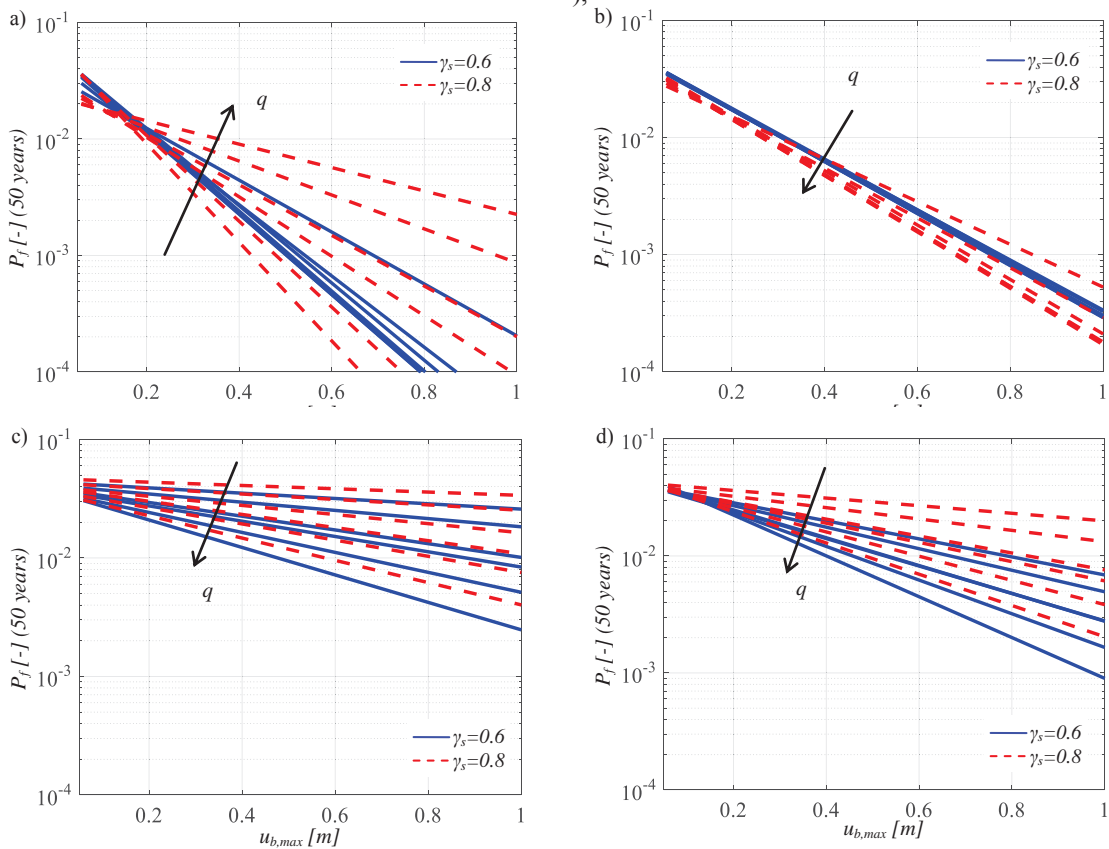 ),
a)
10^-1
10^-2
10^-3
10^-4
P_f [-] (50 years)
q
γ_s=0.6
γ_s=0.8
0.2
0.4
0.6
0.8
1
b)
10^-1
10^-2
10^-3
10^-4
P_f [-] (50 years)
q
γ_s=0.6
γ_s=0.8
0.2
0.4
0.6
0.8
1
c)
10^-1
10^-2
10^-3
10^-4
P_f [-] (50 years)
q
γ_s=0.6
γ_s=0.8
0.2
0.4
0.6
0.8
1
u_b,max [m]
d)
10^-1
10^-2
10^-3
10^-4
P_f [-] (50 years)
q
γ_s=0.6
γ_s=0.8
0.2
0.4
0.6
0.8
1
u_b,max [m]